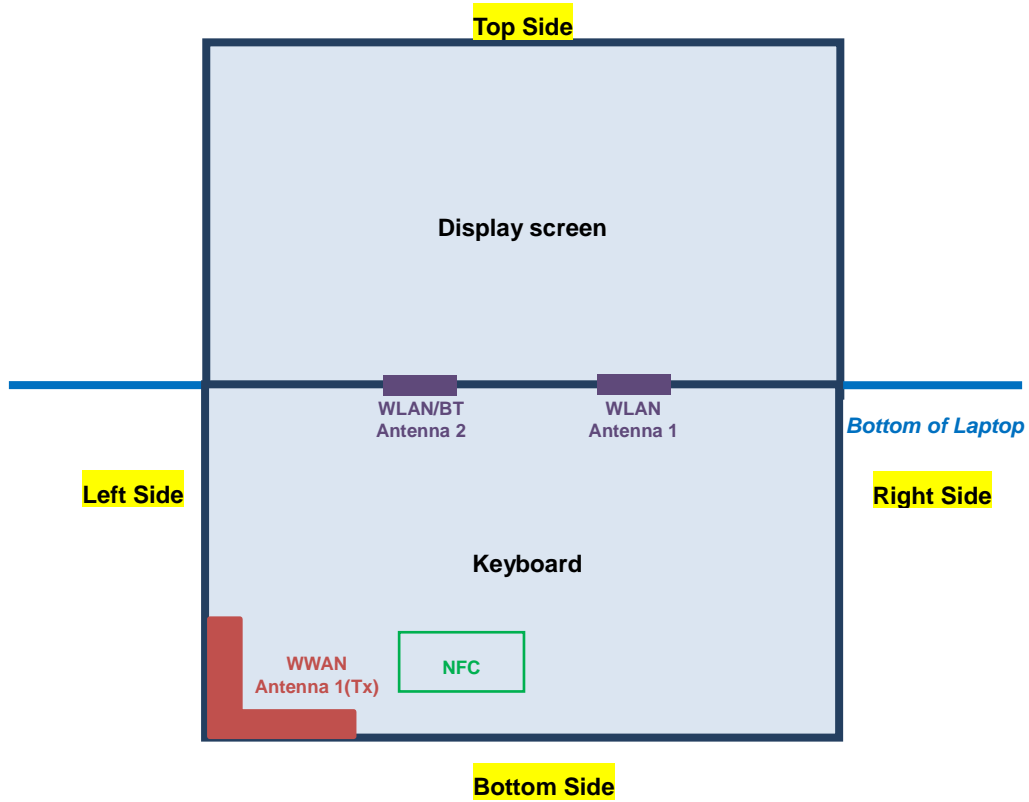 Top Side
Display screen
WLAN/BT
Antenna 2
WLAN
Antenna 1
Bottom of Laptop
Left Side
Right Side
Keyboard
WWAN
Antenna 1(Tx)
NFC
Bottom Side